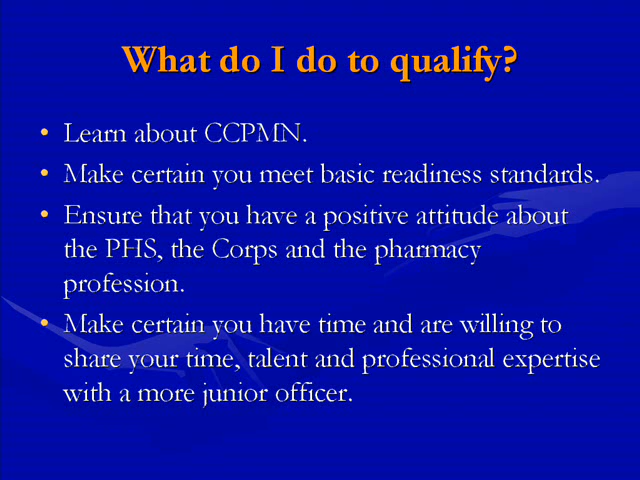 What do I do to qualify?
• Learn about CCPMN.
• Make certain you meet basic readiness standards.
• Ensure that you have a positive attitude about
the PHS, the Corps and the pharmacy
profession.
• Make certain you have time and are willing to
share your time, talent and professional expertise
with a more junior officer.